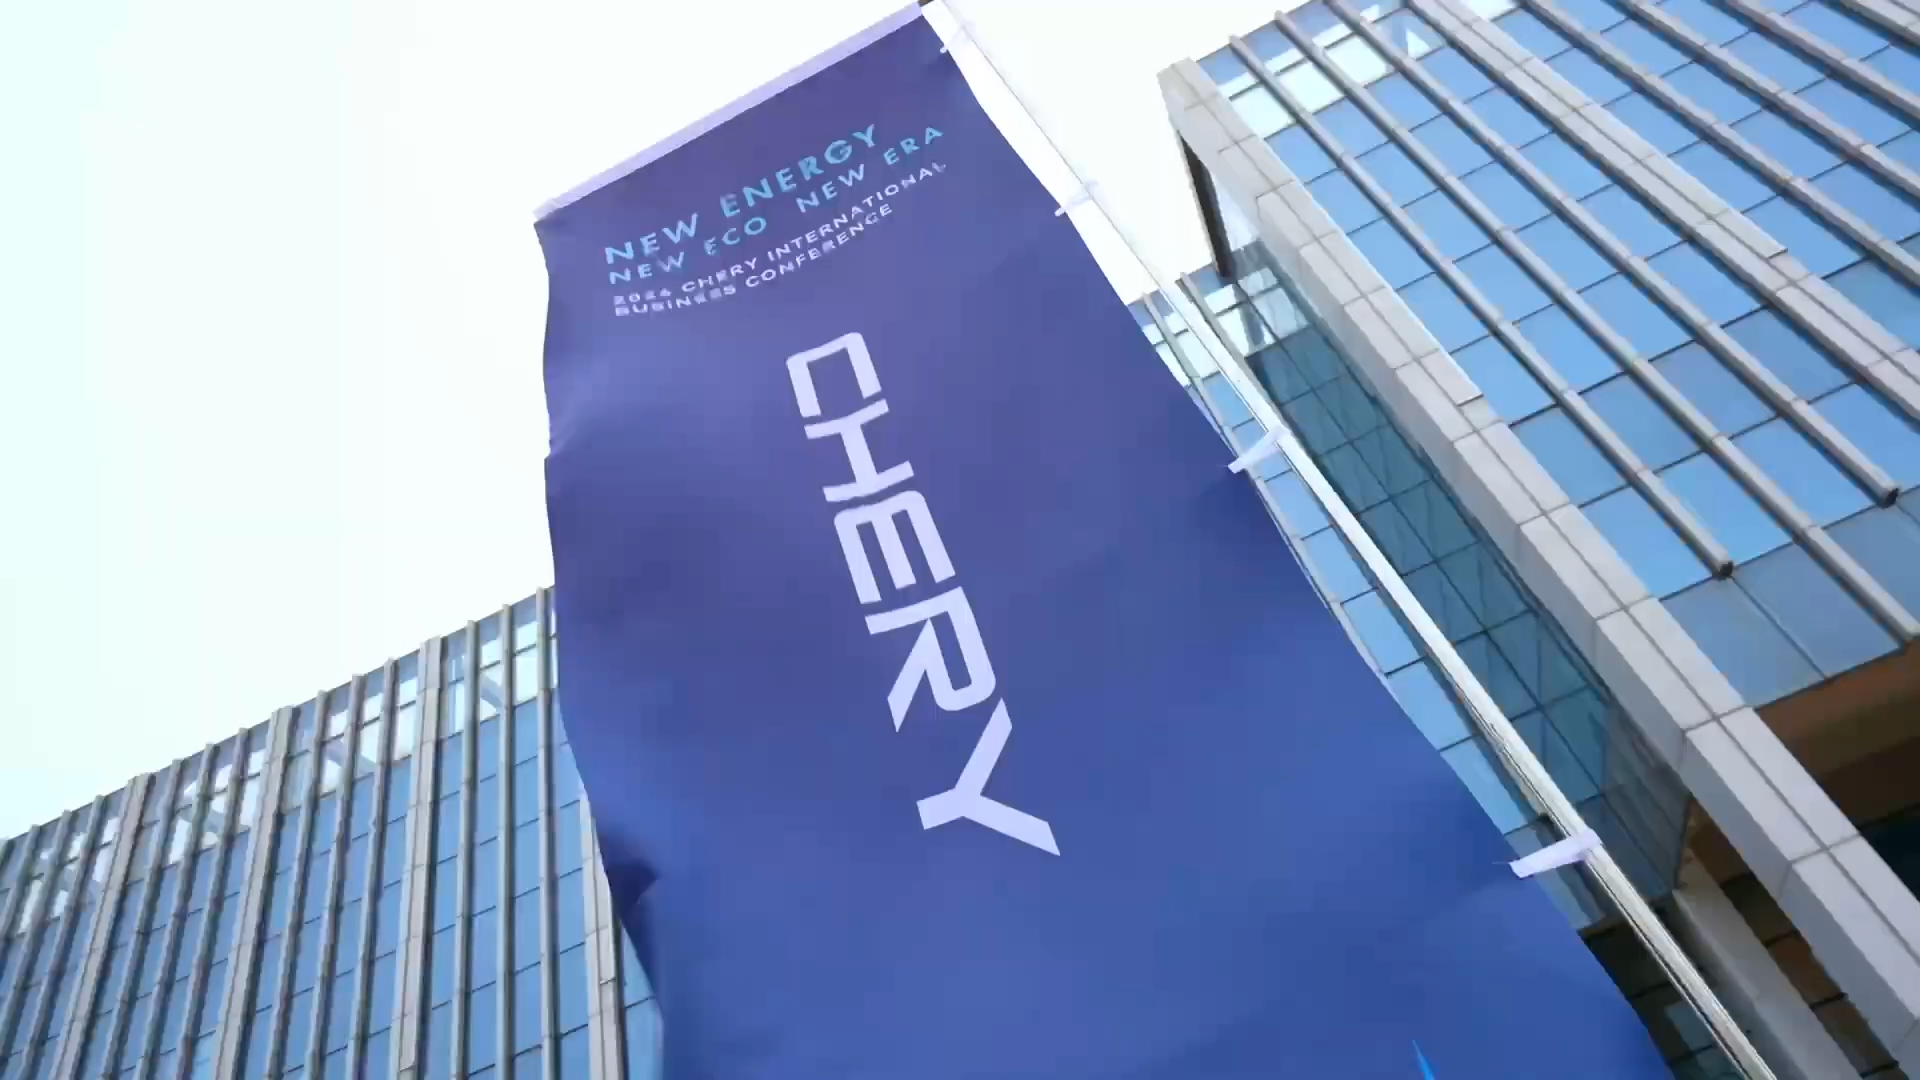 NEW ENERGY
NEW ECO NEW ERA
2024 CHERY INTERNATIONAL
BUSINESS CONFERENCE
CHERY